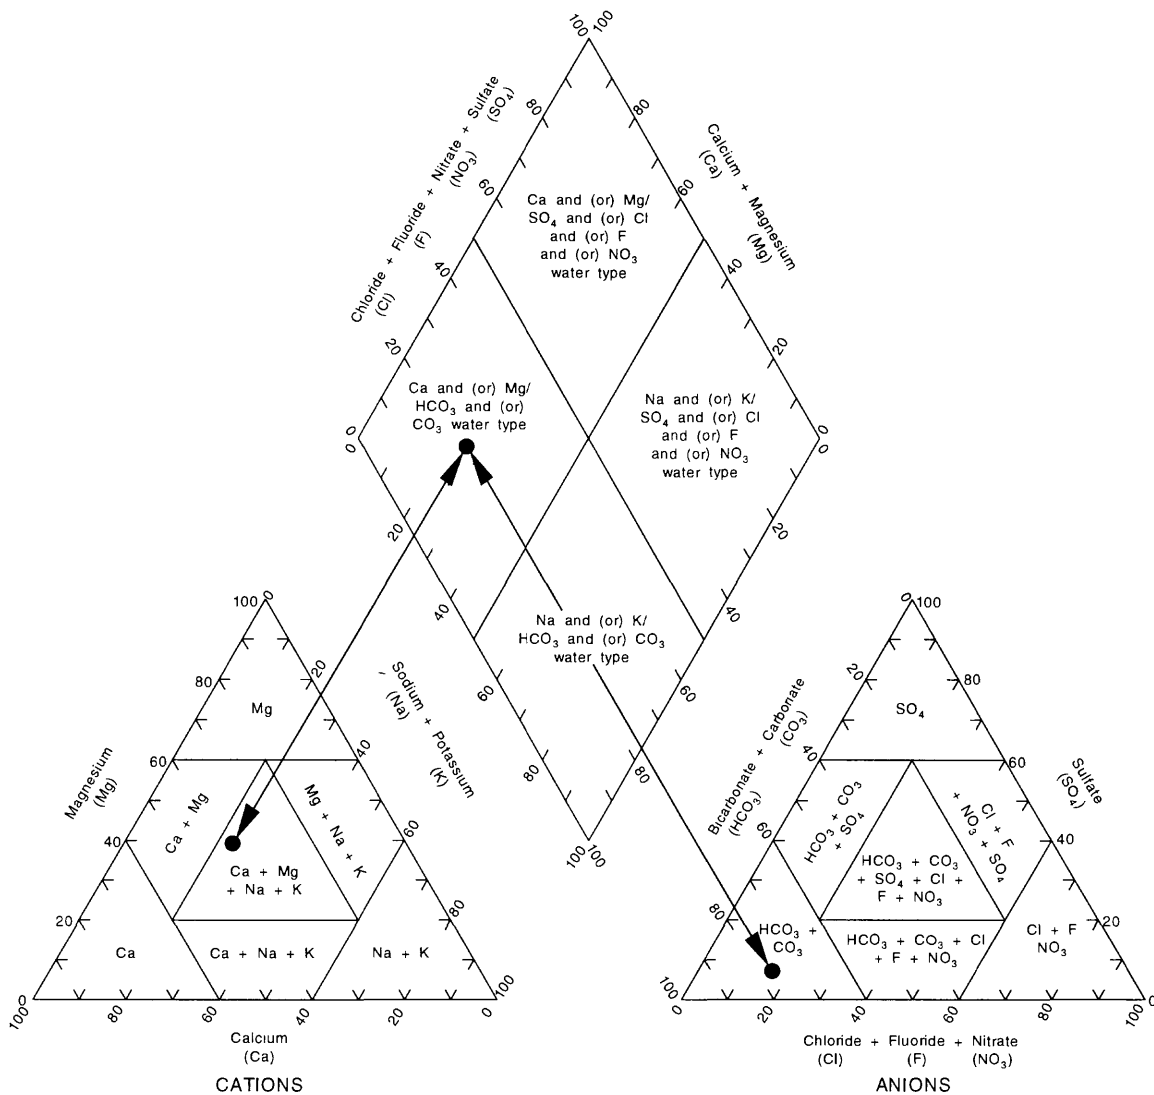 100 100
80
80
60
60
40
40
20
20
0
0
0
0
20
20
40
40
60
60
80
80
100 100
Chloride + Fluoride + Nitrate + Sulfate
(Cl) (F) (NO₃) (SO₄)
Calcium + Magnesium
(Ca) (Mg)
Ca and (or) Mg/
SO₄ and (or) Cl
and (or) F
and (or) NO₃
water type
Ca and (or) Mg/
HCO₃ and (or)
CO₃ water type
Na and (or) K/
SO₄ and (or) Cl
and (or) F
and (or) NO₃
water type
Na and (or) K/
HCO₃ and (or) CO₃
water type
100 0
80
60
40
20
0
20
40
60
80
100
100
80
60
40
20
0
Magnesium
(Mg)
Sodium + Potassium
(Na) (K)
Mg
Ca + Mg
Mg + Na + K
Ca + Mg
+ Na + K
Ca
Ca + Na + K
Na + K
Calcium
(Ca)
CATIONS
0 100
20
40
60
80
100
80
60
40
20
0
0
20
40
60
80
100
Bicarbonate + Carbonate
(HCO₃) (CO₃)
Sulfate
(SO₄)
SO₄
HCO₃ + CO₃
+ SO₄
Cl + F
+ NO₃ + SO₄
HCO₃ + CO₃
+ SO₄ + Cl +
F + NO₃
HCO₃ +
CO₃
HCO₃ + CO₃ + Cl
+ F + NO₃
Cl + F
NO₃
Chloride + Fluoride + Nitrate
(Cl) (F) (NO₃)
ANIONS